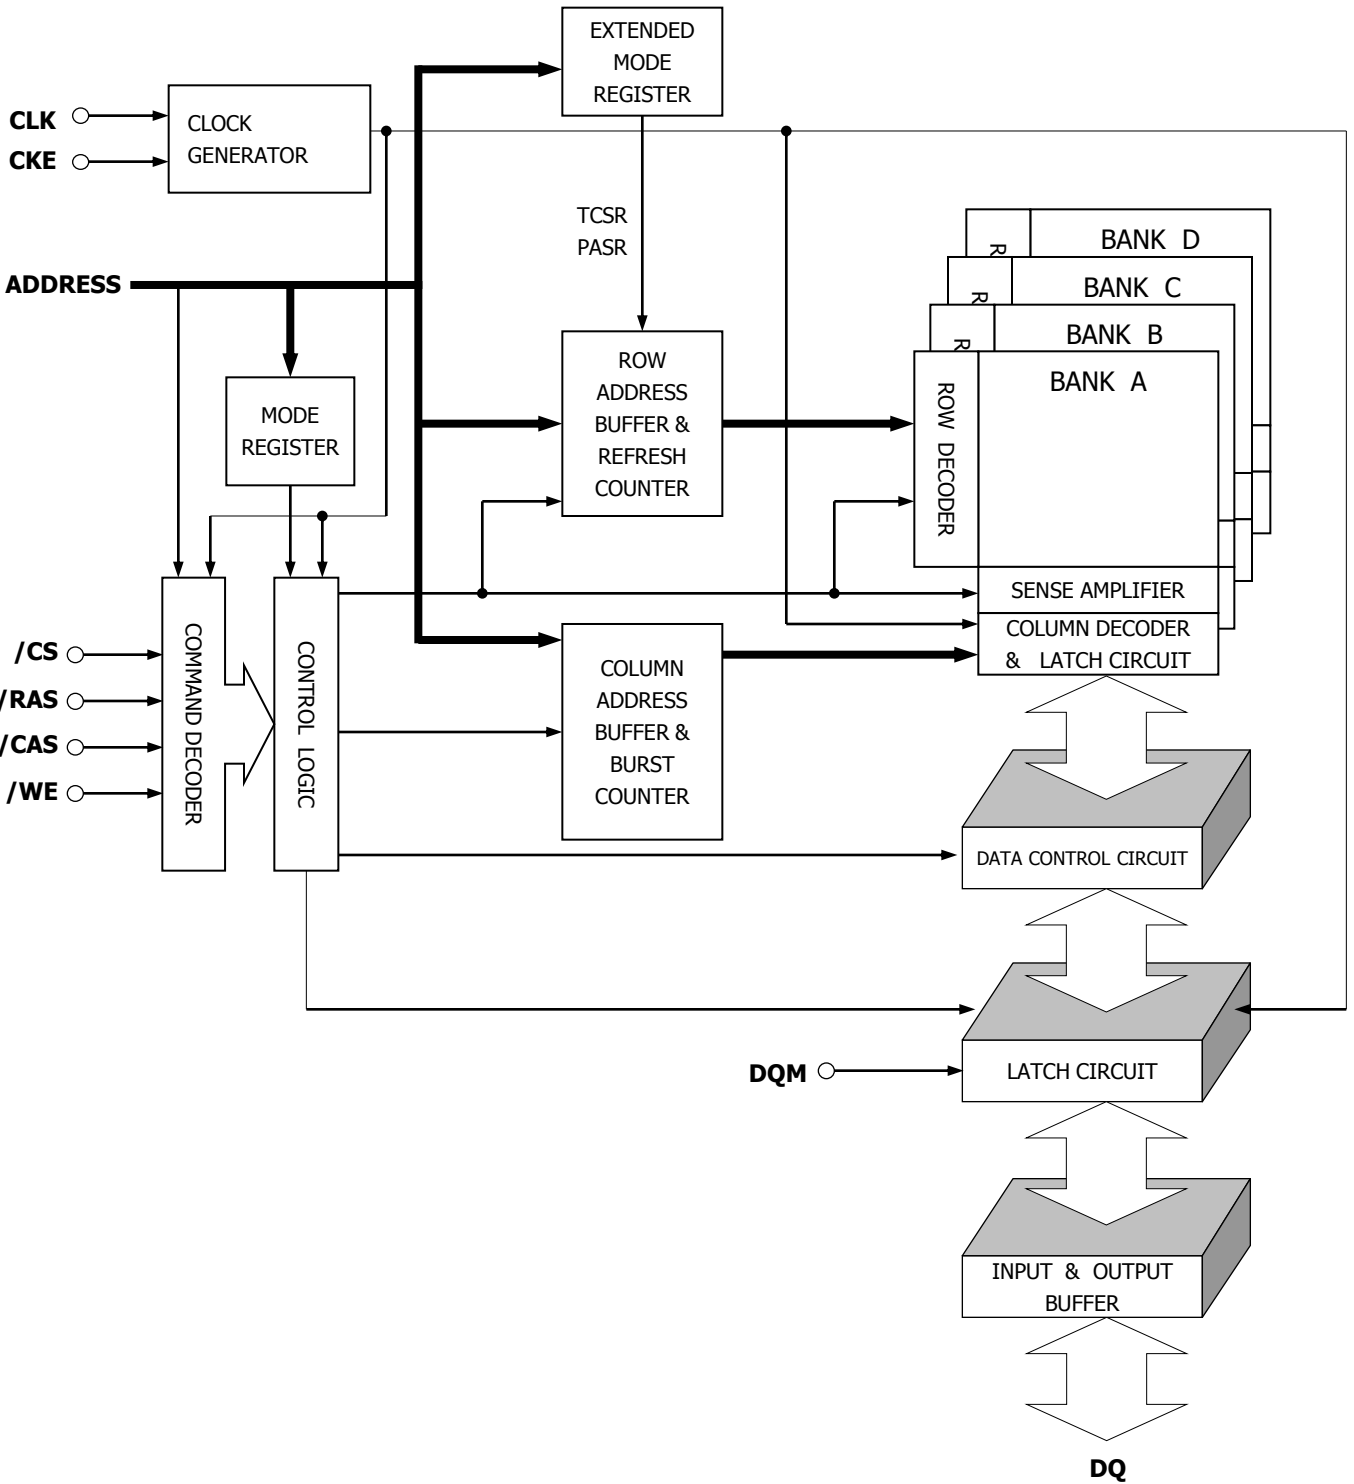 EXTENDED
MODE
REGISTER
CLK
CKE
CLOCK
GENERATOR
TCSR
PASR
ADDRESS
BANK D
R
BANK C
R
BANK B
R
BANK A
ROW DECODER
ROW
ADDRESS
BUFFER &
REFRESH
COUNTER
MODE
REGISTER
SENSE AMPLIFIER
COLUMN DECODER
& LATCH CIRCUIT
/CS
/RAS
/CAS
/WE
COMMAND DECODER
CONTROL LOGIC
COLUMN
ADDRESS
BUFFER &
BURST
COUNTER
DATA CONTROL CIRCUIT
DQM
LATCH CIRCUIT
INPUT & OUTPUT
BUFFER
DQ